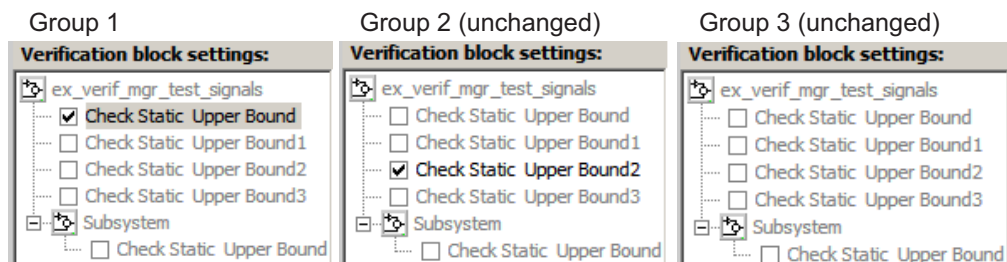 Group 1
Verification block settings:
ex_verif_mgr_test_signals
Check Static Upper Bound
Check Static Upper Bound1
Check Static Upper Bound2
Check Static Upper Bound3
Subsystem
Check Static Upper Bound
Group 2 (unchanged)
Verification block settings:
ex_verif_mgr_test_signals
Check Static Upper Bound
Check Static Upper Bound1
Check Static Upper Bound2
Check Static Upper Bound3
Subsystem
Check Static Upper Bound
Group 3 (unchanged)
Verification block settings:
ex_verif_mgr_test_signals
Check Static Upper Bound
Check Static Upper Bound1
Check Static Upper Bound2
Check Static Upper Bound3
Subsystem
Check Static Upper Bound